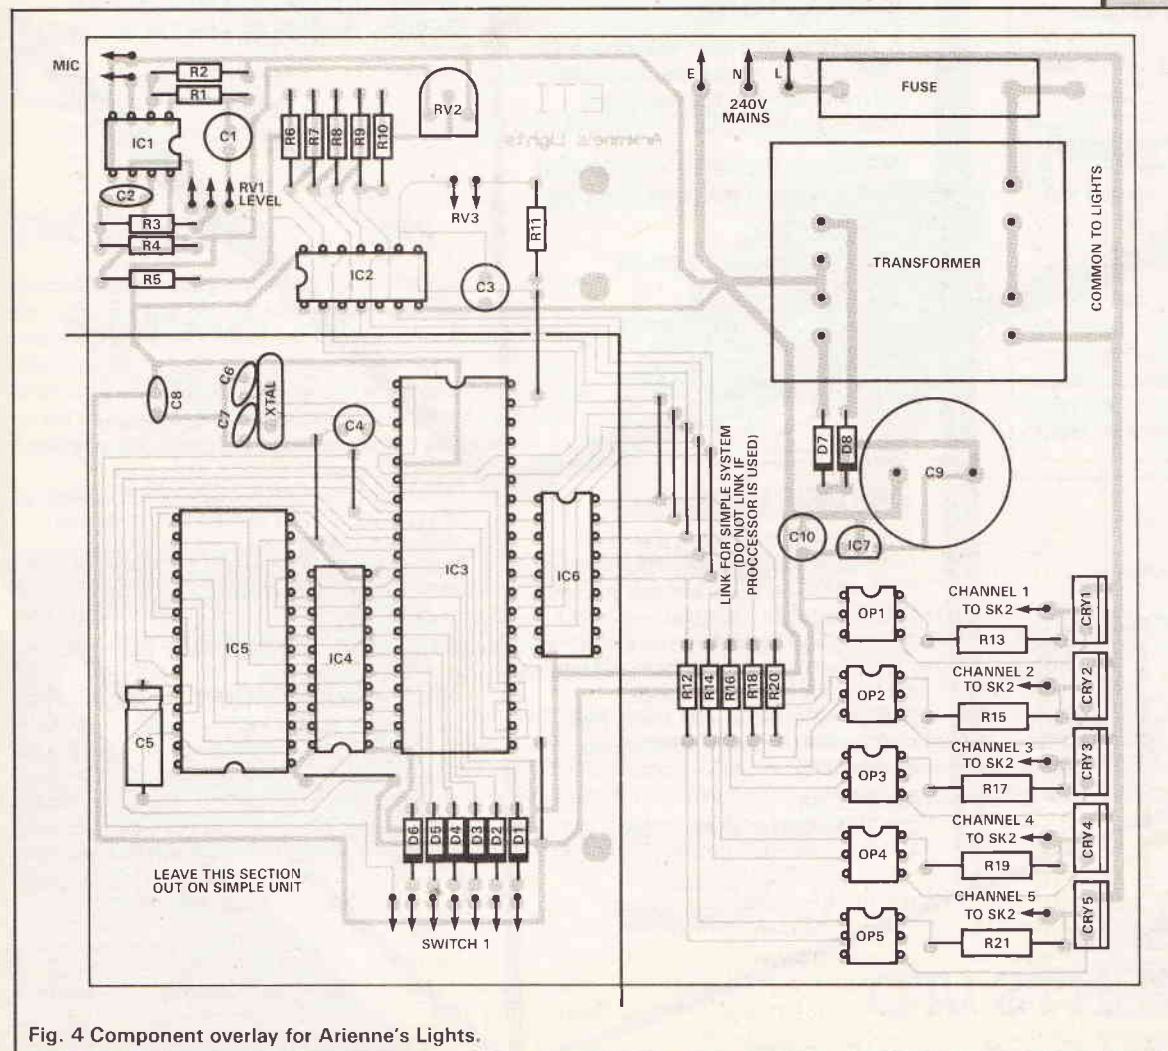 MIC
R2
R1
IC1
C1
C2
RV1
LEVEL
R3
R4
R5
R6
R7
R8
R9
R10
RV2
RV3
R11
IC2
C3
E
N
L
240V
MAINS
FUSE
ETI
Arienne's Lights
TRANSFORMER
COMMON TO LIGHTS
C8
C6
C7
XTAL
C4
D7
D8
C9
C10
IC7
LINK FOR SIMPLE SYSTEM
(DO NOT LINK IF
PROCCESSOR IS USED)
IC5
IC4
IC3
IC6
C5
R12
R14
R16
R18
R20
OP1
CHANNEL 1
TO SK2
R13
CRY1
OP2
CHANNEL 2
TO SK2
R15
CRY2
OP3
CHANNEL 3
TO SK2
R17
CRY3
OP4
CHANNEL 4
TO SK2
R19
CRY4
OP5
CHANNEL 5
TO SK2
R21
CRY5
D6
D5
D4
D3
D2
D1
LEAVE THIS SECTION
OUT ON SIMPLE UNIT
SWITCH 1
Fig. 4 Component overlay for Arienne's Lights.